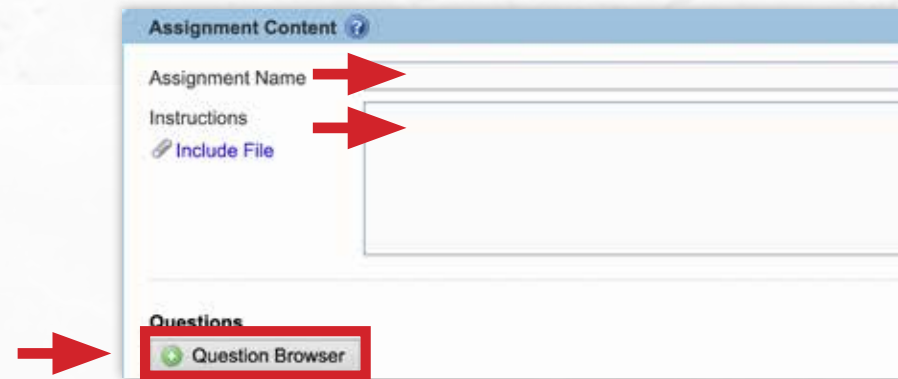 Assignment Content
Assignment Name
Instructions
Include File
Questions
Question Browser